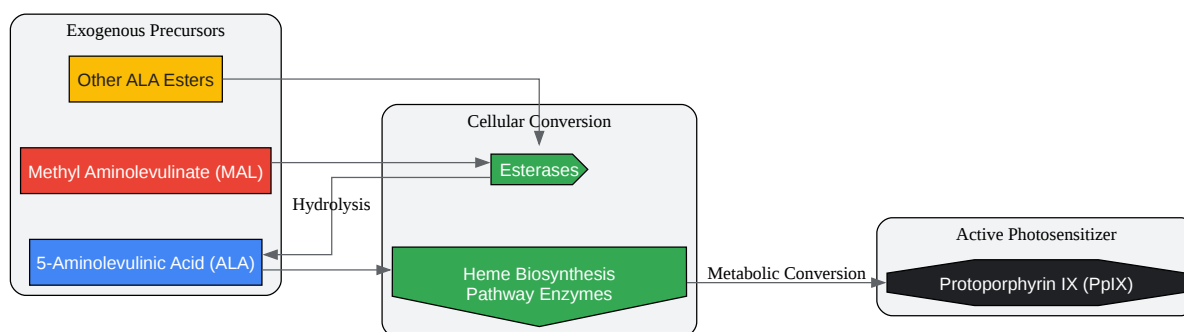 Exogenous Precursors
Other ALA Esters
Methyl Aminolevulinate (MAL)
5-Aminolevulinic Acid (ALA)
Hydrolysis
Cellular Conversion
Esterases
Heme Biosynthesis
Pathway Enzymes
Metabolic Conversion
Active Photosensitizer
Protoporphyrin IX (PpIX)